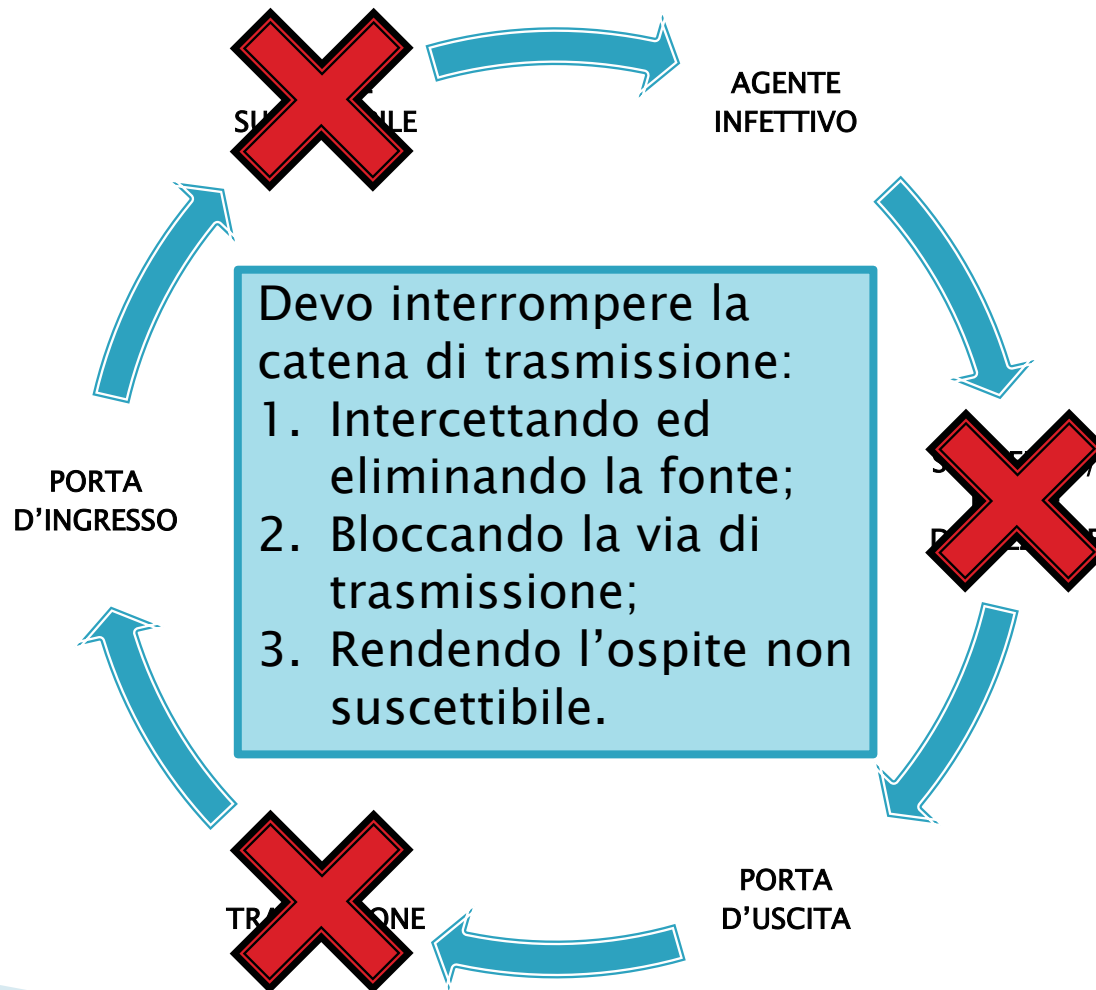 AGENTE
INFETTIVO
Devo interrompere la
catena di trasmissione:
1. Intercettando ed
eliminando la fonte;
2. Bloccando la via di
trasmissione;
3. Rendendo l’ospite non
suscettibile.
PORTA
D’INGRESSO
PORTA
D’USCITA